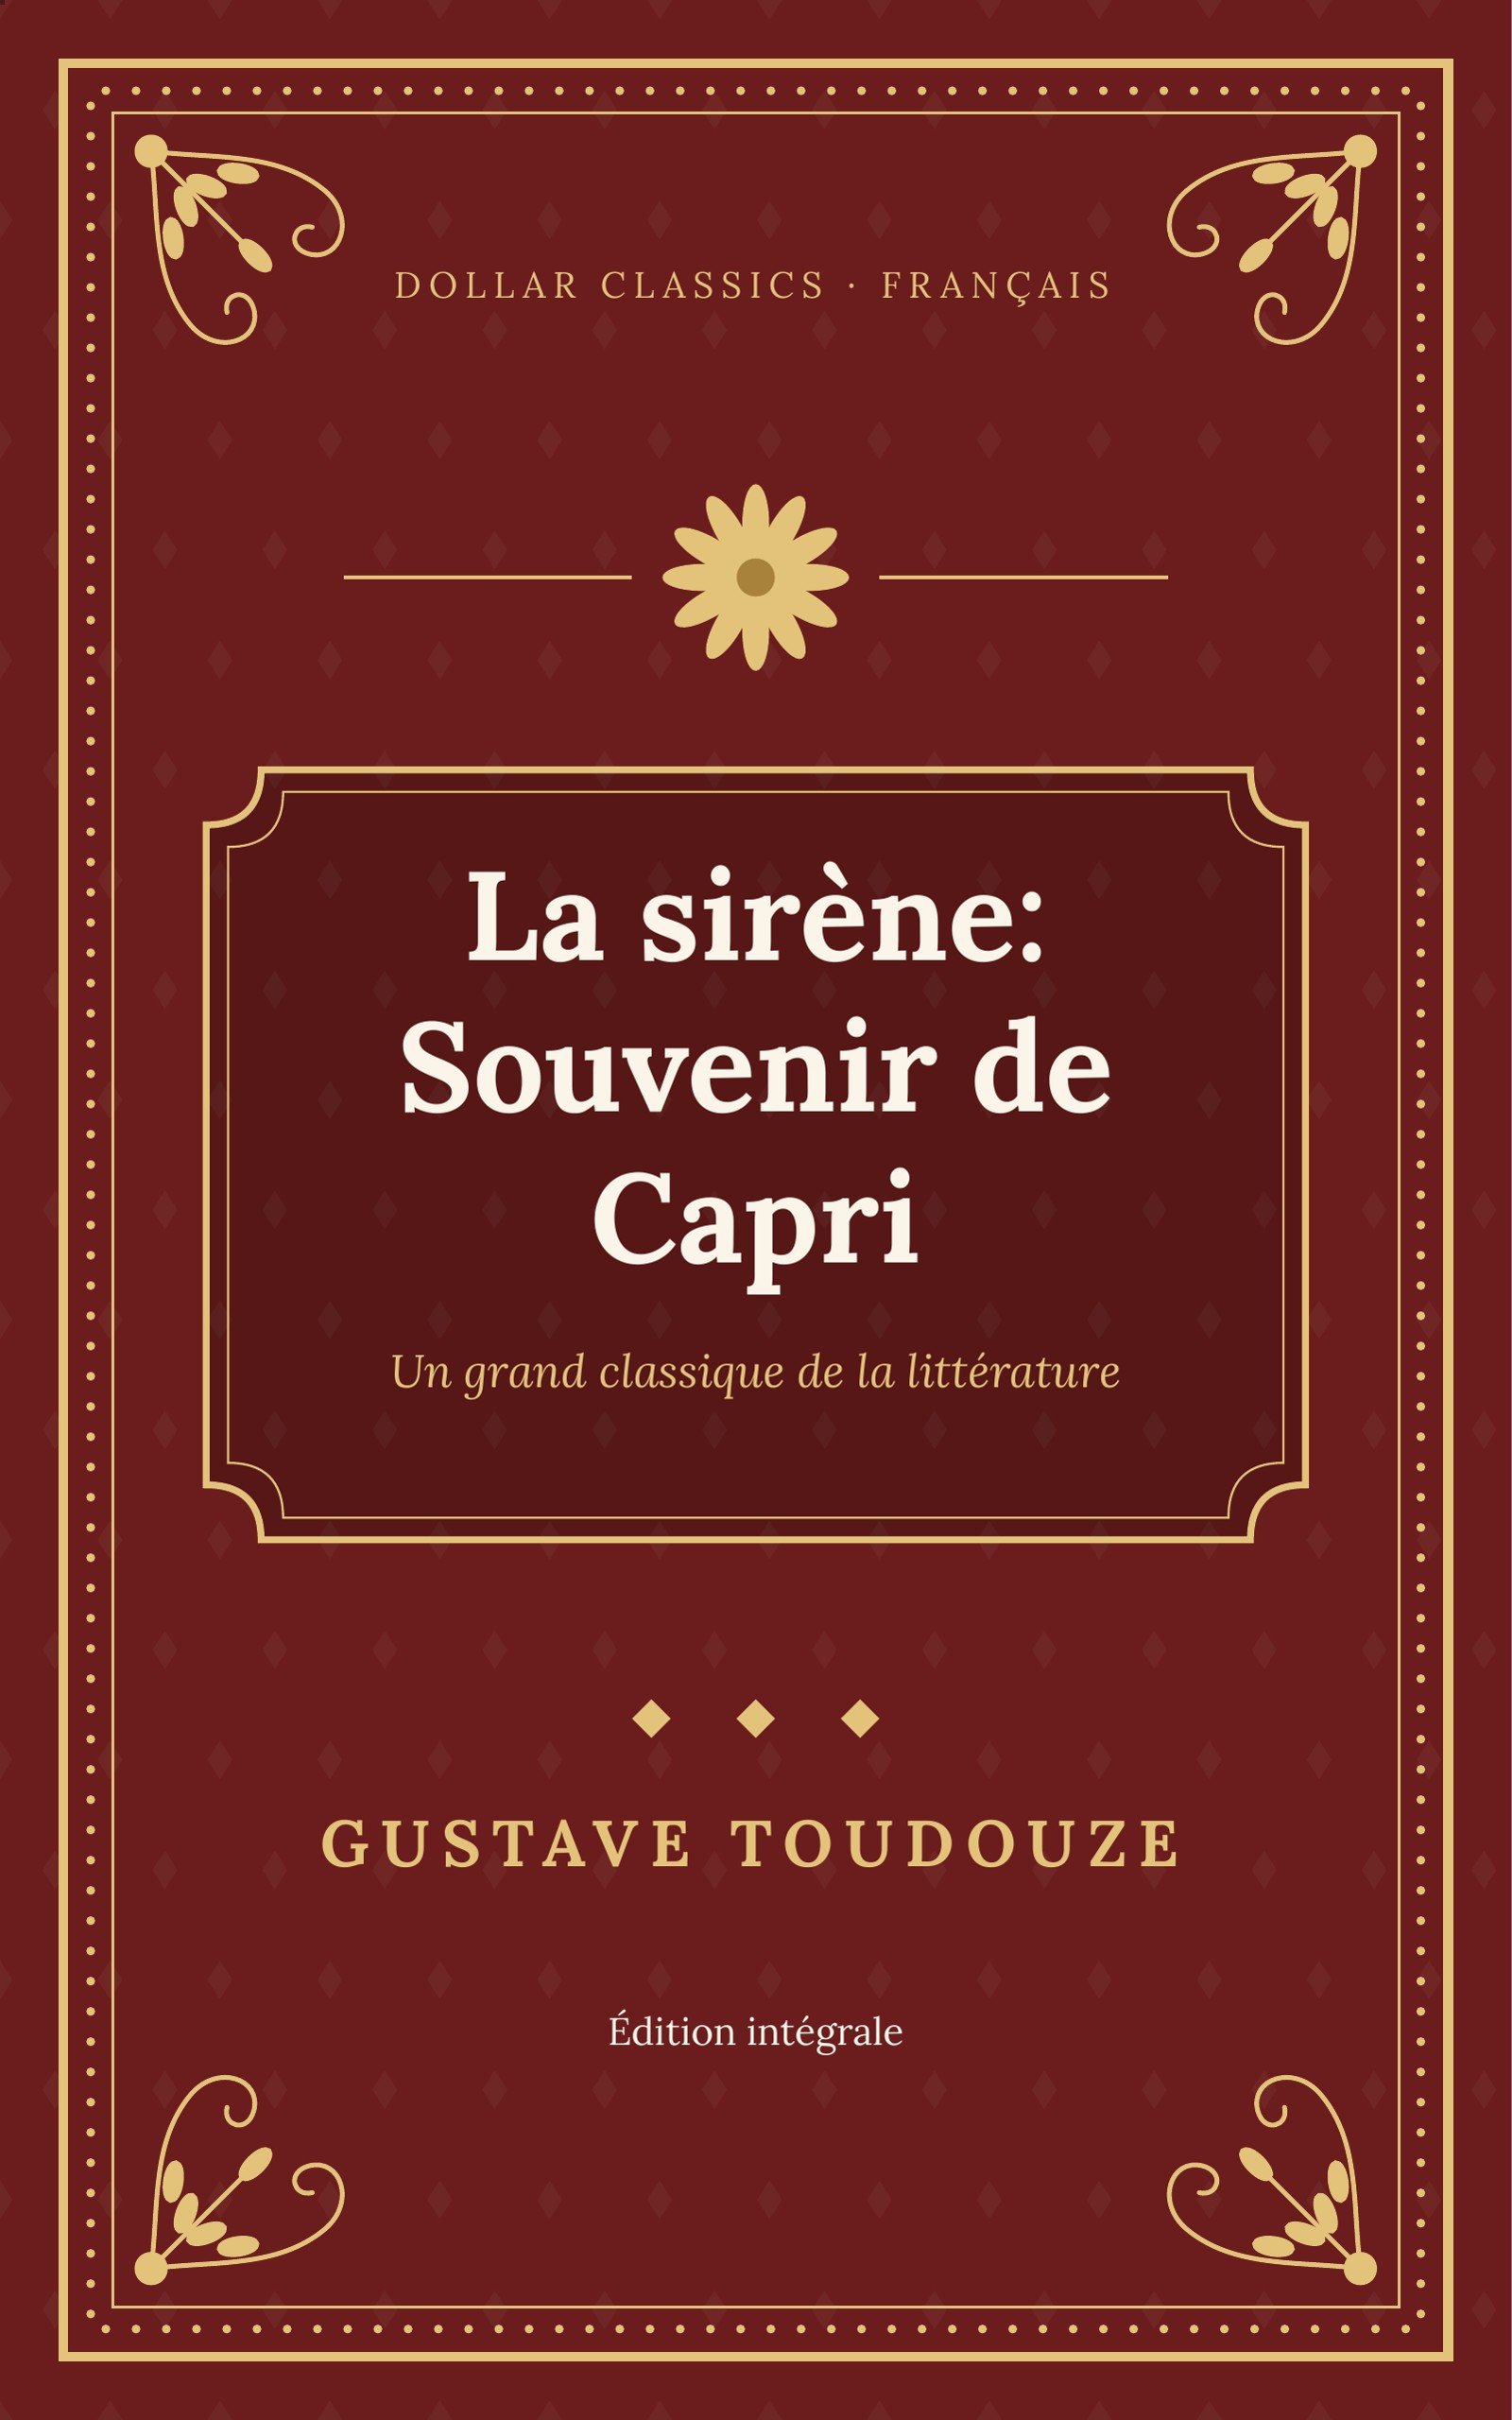 DOLLAR CLASSICS · FRANÇAIS
La sirène:
Souvenir de
Capri
Un grand classique de la littérature
GUSTAVE TOUDOUZE
Édition intégrale